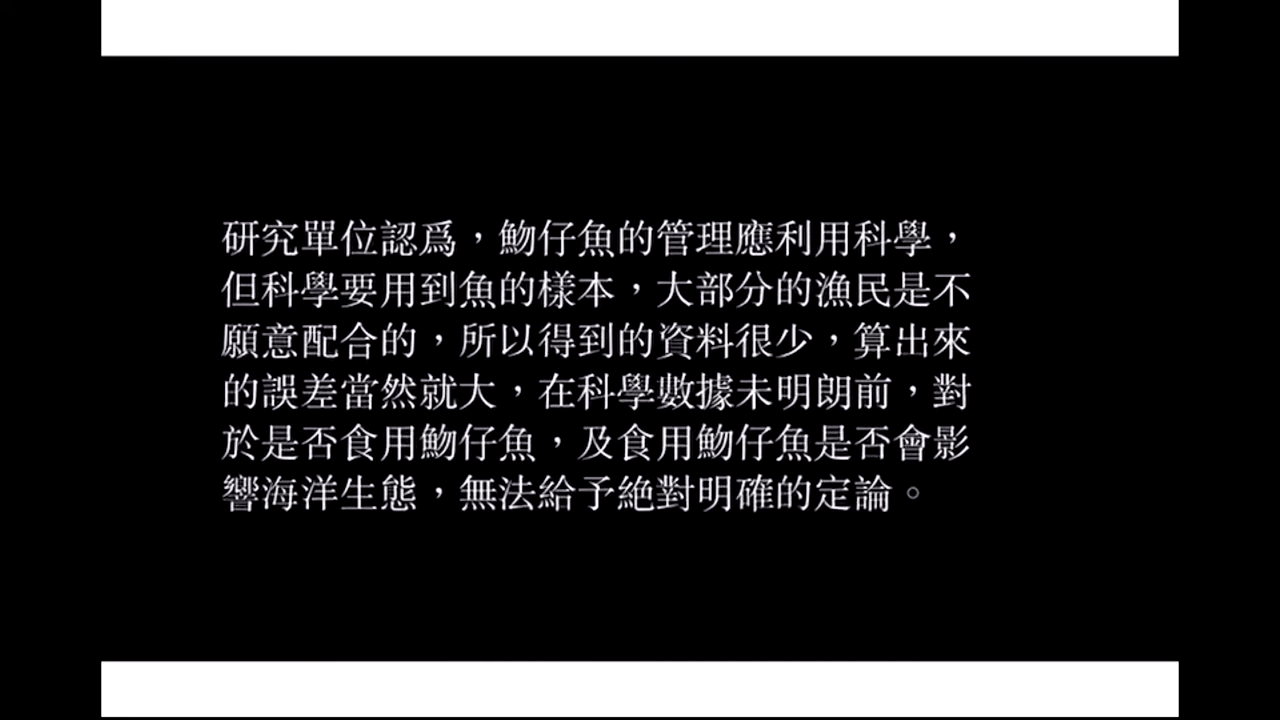 研究單位認爲，魩仔魚的管理應利用科學，
但科學要用到魚的樣本，大部分的漁民是不
願意配合的，所以得到的資料很少，算出來
的誤差當然就大，在科學數據未明朗前，對
於是否食用魩仔魚，及食用魩仔魚是否會影
響海洋生態，無法給予絕對明確的定論。